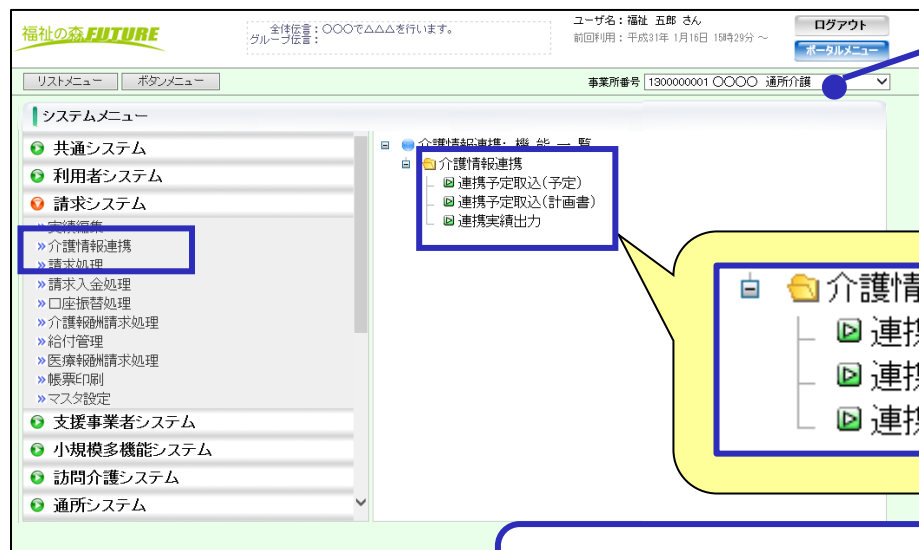 福祉の森FUTURE
全体伝言：〇〇〇で△△△を行います。
グループ伝言：
ユーザ名：福祉 五郎 さん
前回利用：平成31年 1月16日 15時29分 ～
ログアウト
ポータルメニュー
リストメニュー
ボタンメニュー
事業所番号
1300000001 〇〇〇〇 通所介護
システムメニュー
共通システム
利用者システム
請求システム
実績編集
介護情報連携
請求処理
請求入金処理
口座振替処理
介護報酬請求処理
給付管理
医療報酬請求処理
帳票印刷
マスタ設定
支援事業者システム
小規模多機能システム
訪問介護システム
通所システム
介護情報連携: 機 能 一 覧
介護情報連携
連携予定取込(予定)
連携予定取込(計画書)
連携実績出力
介護情
連携
連携
連携